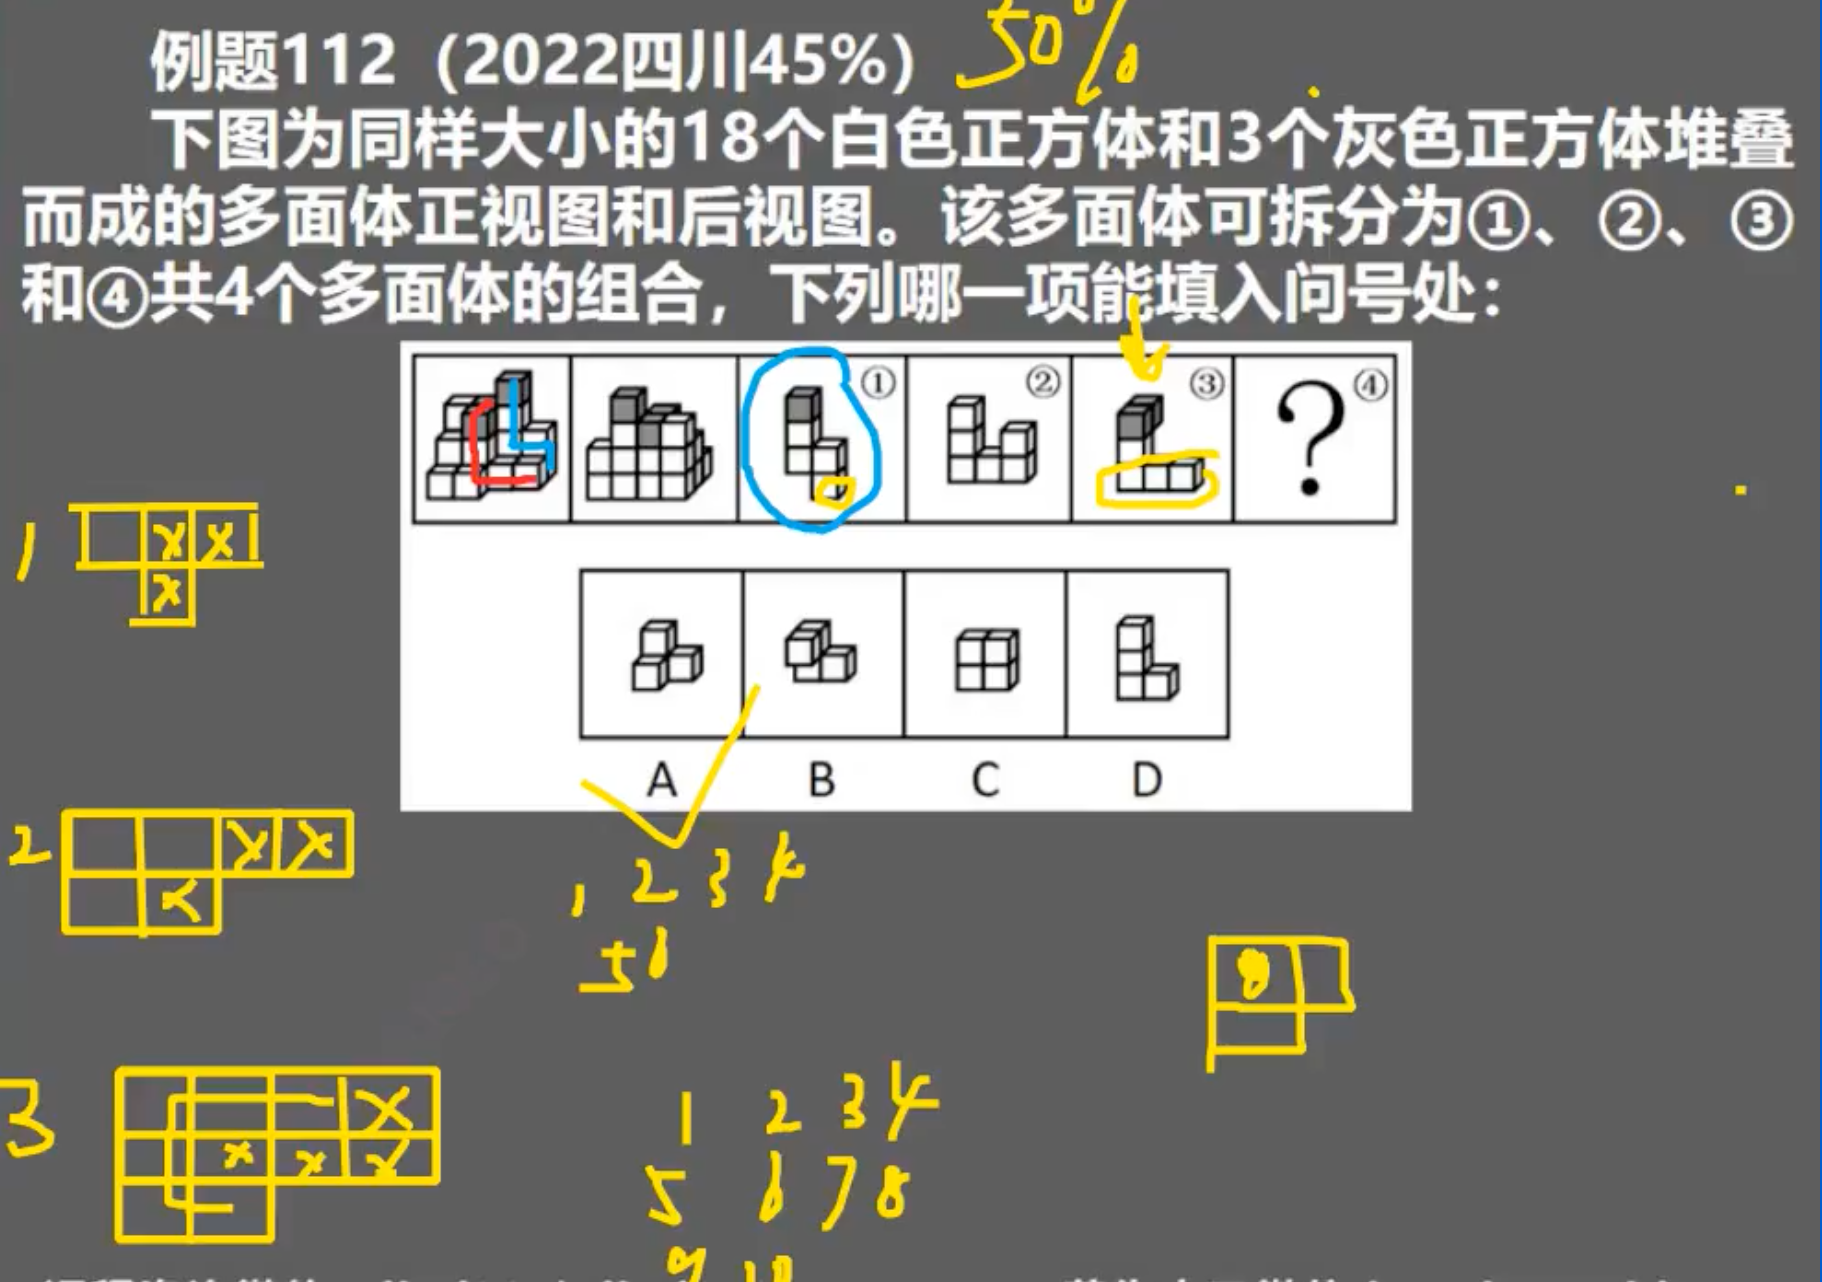 例题112（2022四川45%） 50%
下图为同样大小的18个白色正方体和3个灰色正方体堆叠
而成的多面体正视图和后视图。该多面体可拆分为①、②、③
和④共4个多面体的组合，下列哪一项能填入问号处：
① ② ③ ? ④
1 x x
x
A B C D
2 x x
x
1 2 3 4
5 6
3 x
x x x
1 2 3 4
5 6 7 8
9 10